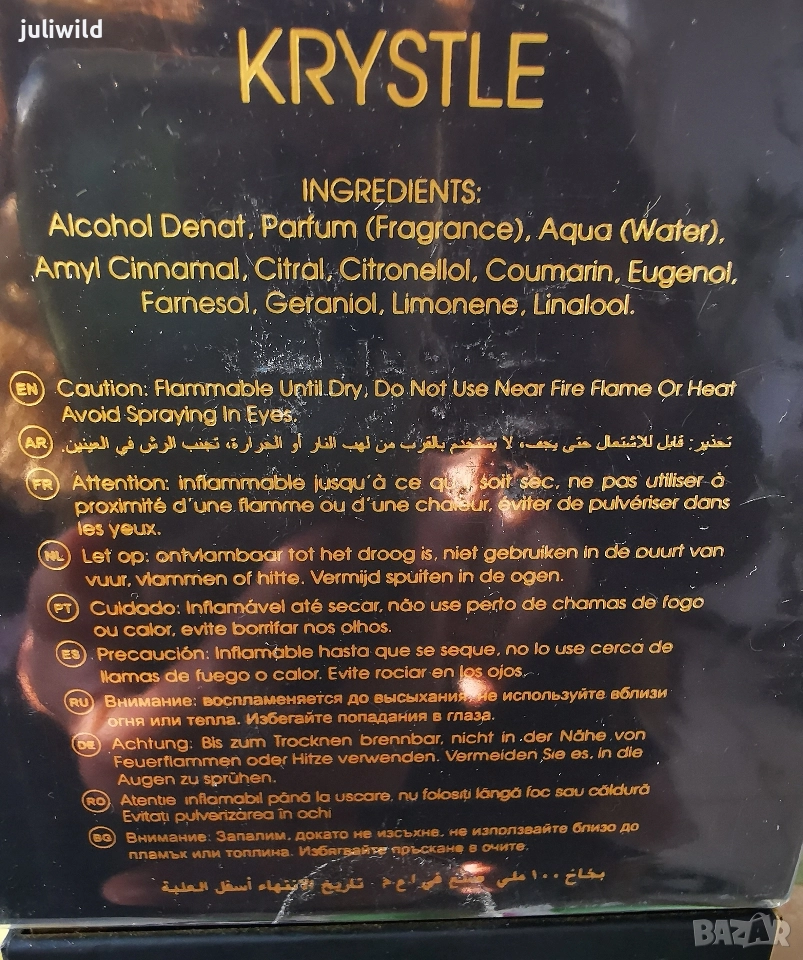 juliwild
KRYSTLE
INGREDIENTS:
Alcohol Denat, Parfum (Fragrance), Aqua (Water),
Amyl Cinnamal, Citral, Citronellol, Coumarin, Eugenol,
Farnesol, Geraniol, Limonene, Linalool.
EN Caution: Flammable Until Dry, Do Not Use Near Fire Flame Or Heat
Avoid Spraying In Eyes
AR تحذير: قابل للاشتعال حتى يجف، لا يستخدم بالقرب من لهب النار أو الحرارة، تجنب الرش في العينين.
FR Attention: inflammable jusqu'à ce soit sec, ne pas utiliser à
proximité d'une flamme ou d'une chaleur, éviter de pulvériser dans
les yeux.
NL Let op: ontvlambaar tot het droog is, niet gebruiken in de ouurt van
vuur, vlammen of hitte. Vermijd spuiten in de ogen.
PT Cuidado: Inflamável até secar, não use perto de chamas de fogo
ou calor, evite borrifar nos olhos.
ES Precaución: Inflamable hasta que se seque, no lo use cerca de
llamas de fuego o calor. Evite rociar en los ojos.
RU Внимание: воспламеняется до высыхания, не используйте вблизи
огня или тепла. Избегайте попадания в глаза.
DE Achtung: Bis zum Trocknen brennbar, nicht in der Nähe von
Feuerflammen oder Hitze verwenden. Vermeiden Sie es, in die
Augen zu sprühen.
RO Atentie inflamabil până la uscare, nu folosiți lângă foc sau căldură
Evitați pulverizarea în ochi
BG Внимание: Запалим, докато не изсъхне, не използвайте близо до
пламък или топлина. Избягвайте пръскане в очите.
بخاخ ١٠٠ ملي في ا ع م تاريخ الانتهاء أسفل العلبة
BAZAR